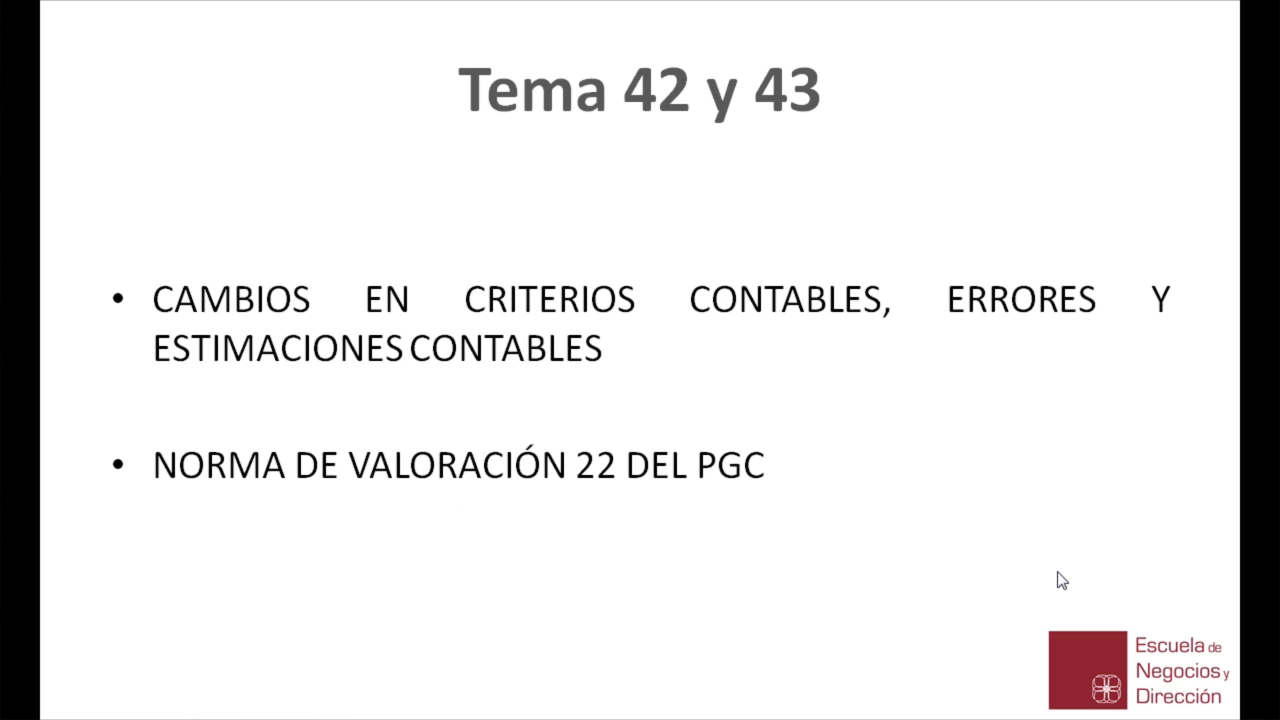 Tema 42 y 43
• CAMBIOS EN CRITERIOS CONTABLES, ERRORES Y
ESTIMACIONES CONTABLES
• NORMA DE VALORACIÓN 22 DEL PGC
Escuela de
Negocios y
Dirección